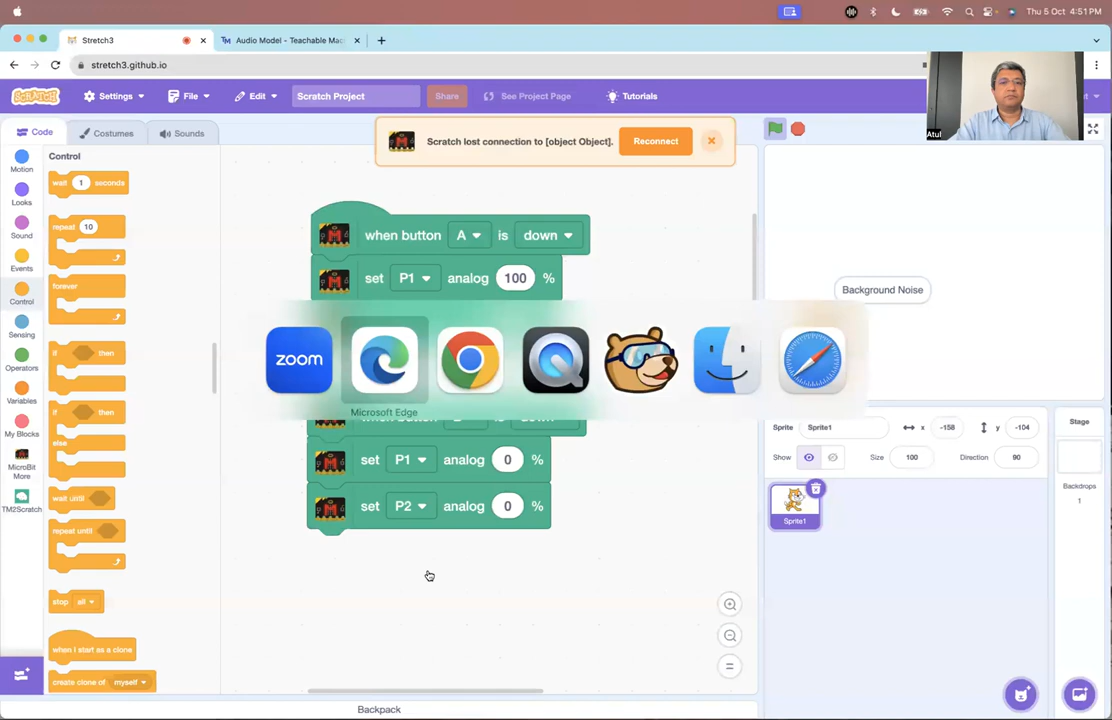 Thu 5 Oct 4:51 PM
Stretch3
Audio Model - Teachable Mac
stretch3.github.io
SCRATCH
Settings
File
Edit
Scratch Project
Share
See Project Page
Tutorials
Atul
Code
Costumes
Sounds
Scratch lost connection to [object Object].
Reconnect
Motion
Looks
Sound
Events
Control
Sensing
Operators
Variables
My Blocks
MicroBit
More
TM2Scratch
Control
wait 1 seconds
repeat 10
forever
if then
if then
else
wait until
repeat until
stop all
when I start as a clone
create clone of myself
when button A is down
set P1 analog 100 %
zoom
Microsoft Edge
set P1 analog 0 %
set P2 analog 0 %
Backpack
Background Noise
Sprite Sprite1 x -158 y -104
Show Size 100 Direction 90
Sprite1
Stage
Backdrops
1